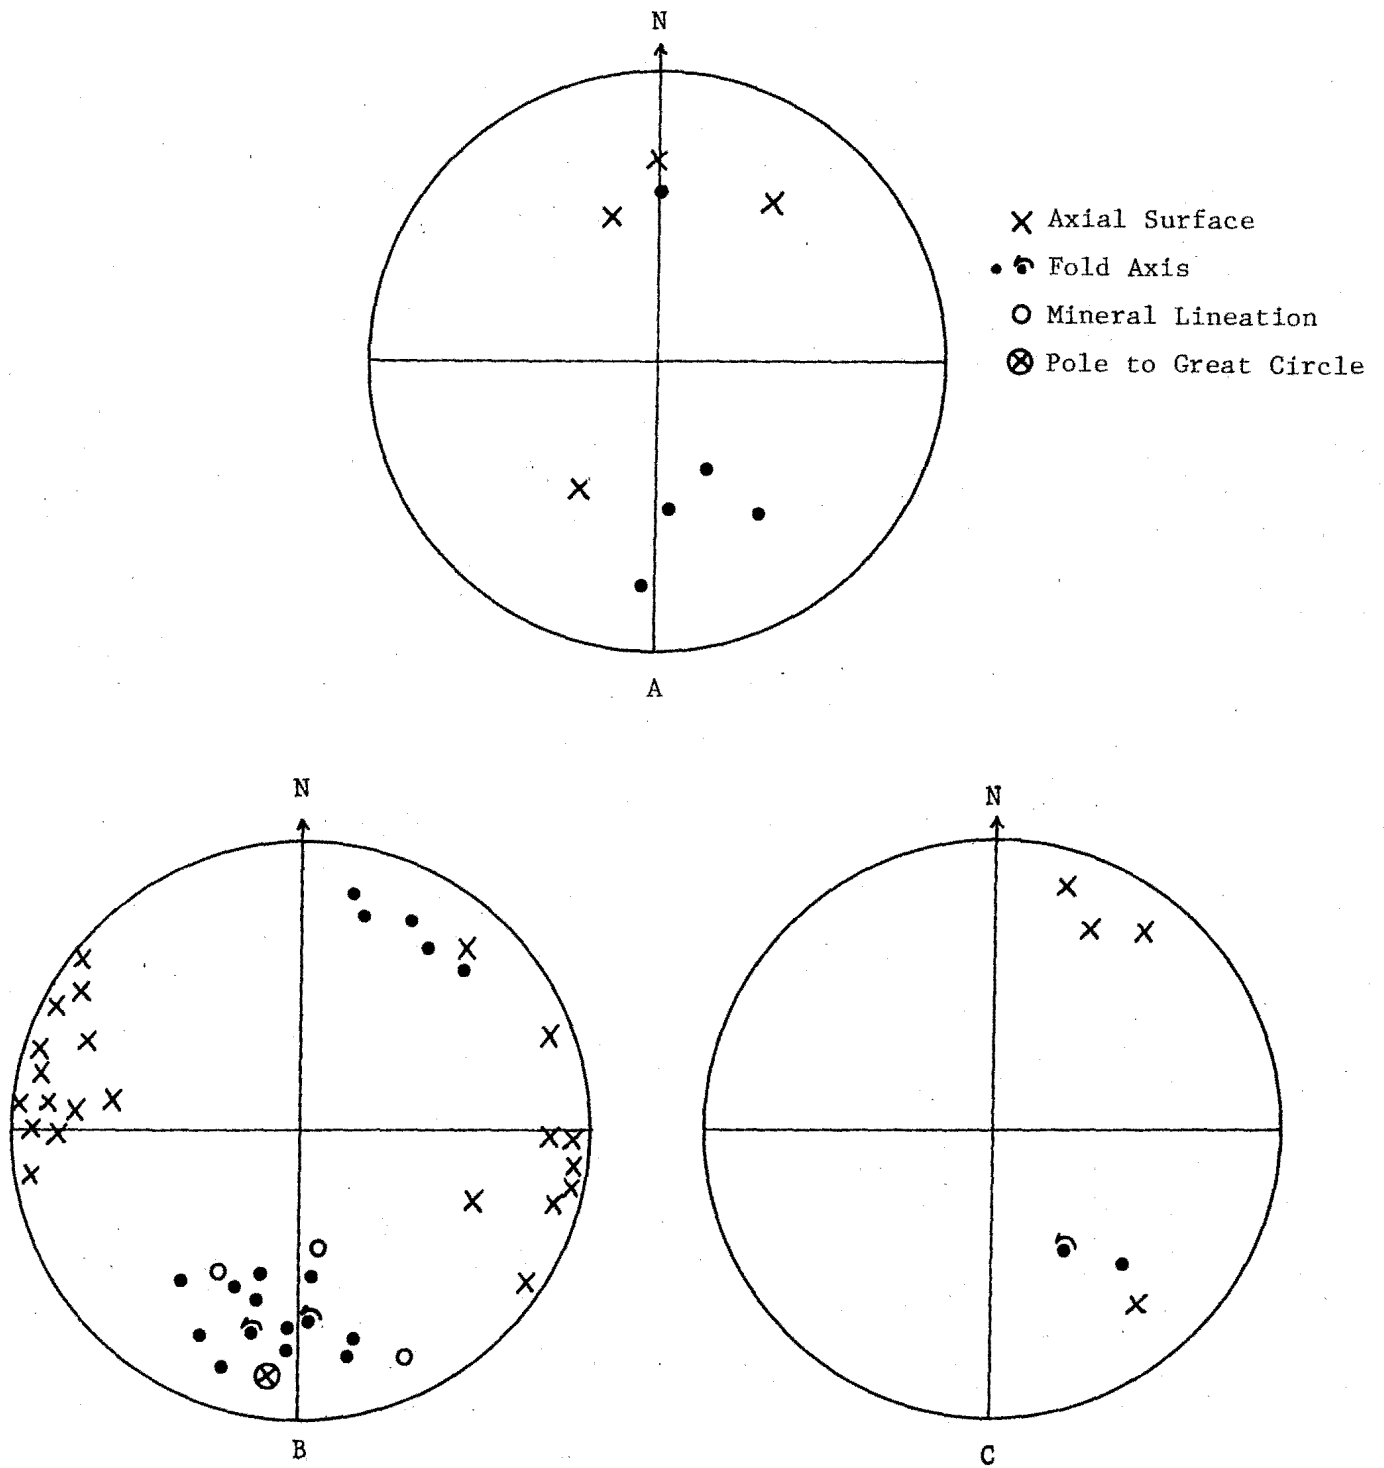 N
Axial Surface
Fold Axis
Mineral Lineation
Pole to Great Circle
A
N
N
B
C